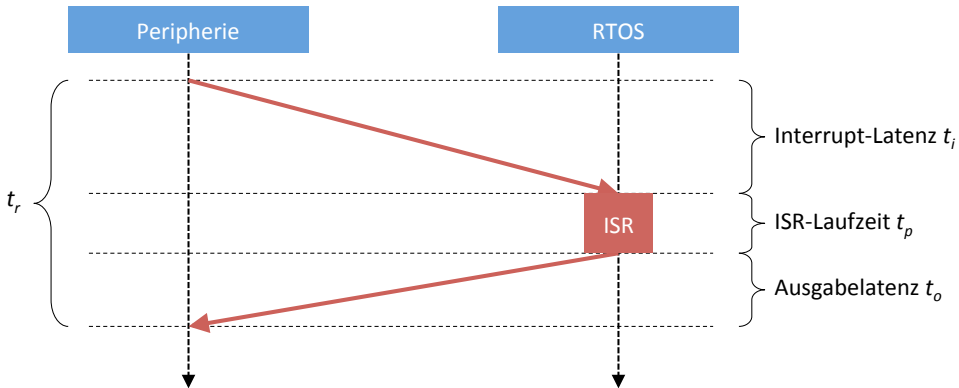 Peripherie
RTOS
Interrupt-Latenz t_i
t_r
ISR
ISR-Laufzeit t_p
Ausgabelatenz t_o